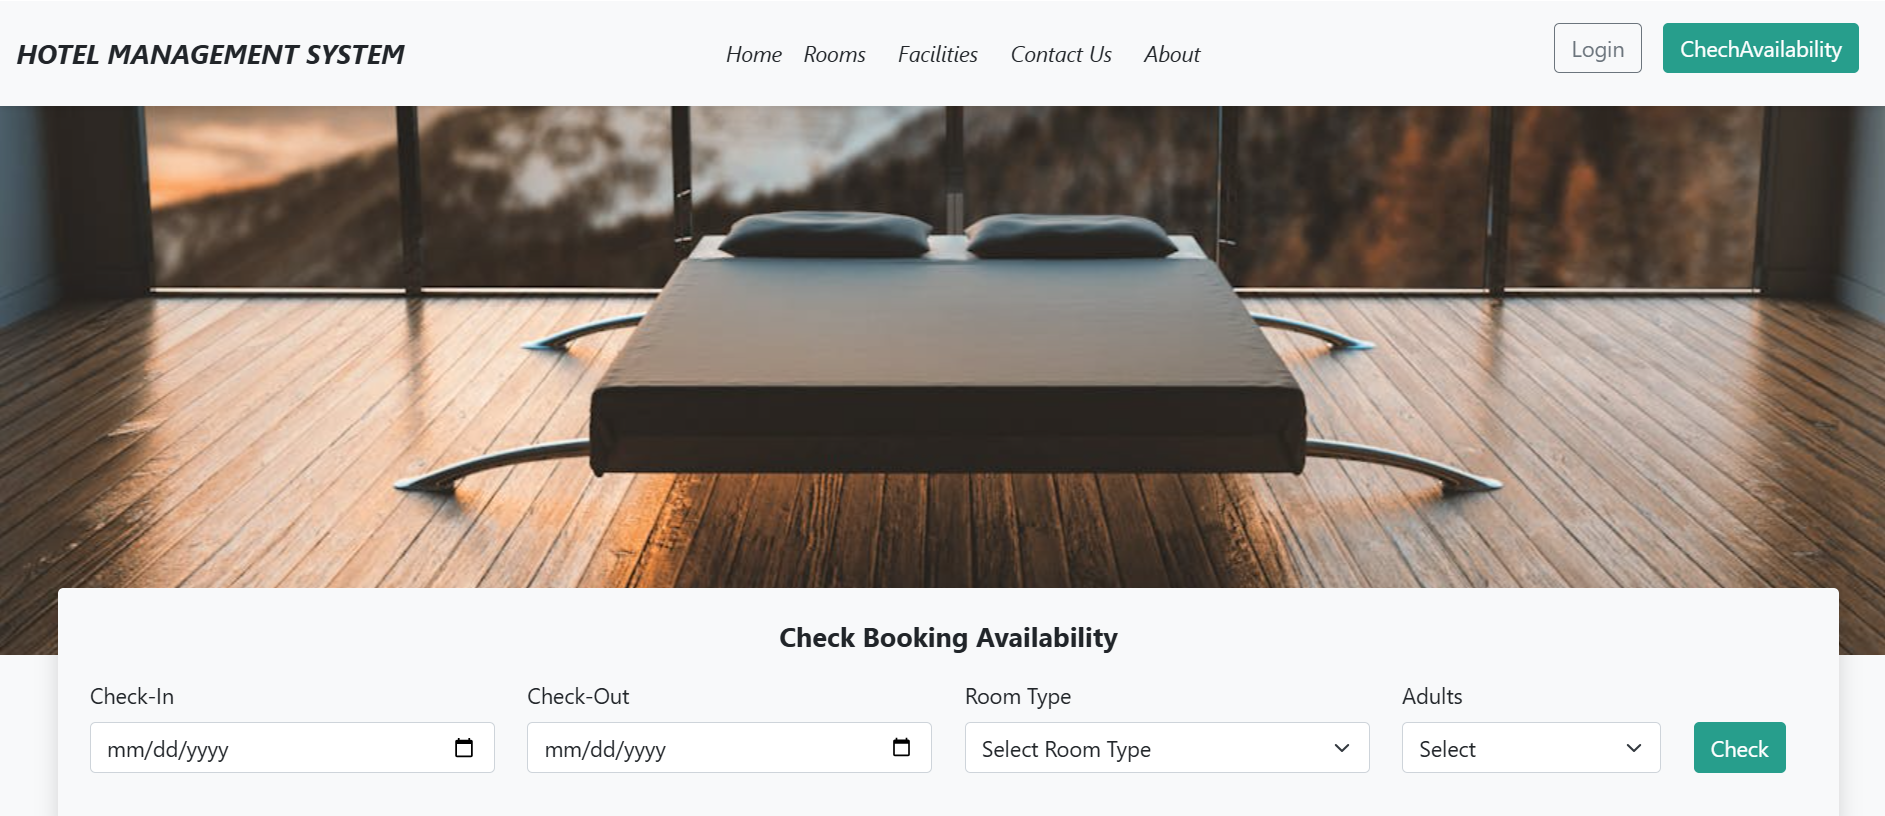 HOTEL MANAGEMENT SYSTEM
Home Rooms Facilities Contact Us About
Login ChechAvailability
Check Booking Availability
Check-In Check-Out Room Type Adults
mm/dd/yyyy mm/dd/yyyy Select Room Type Select Check